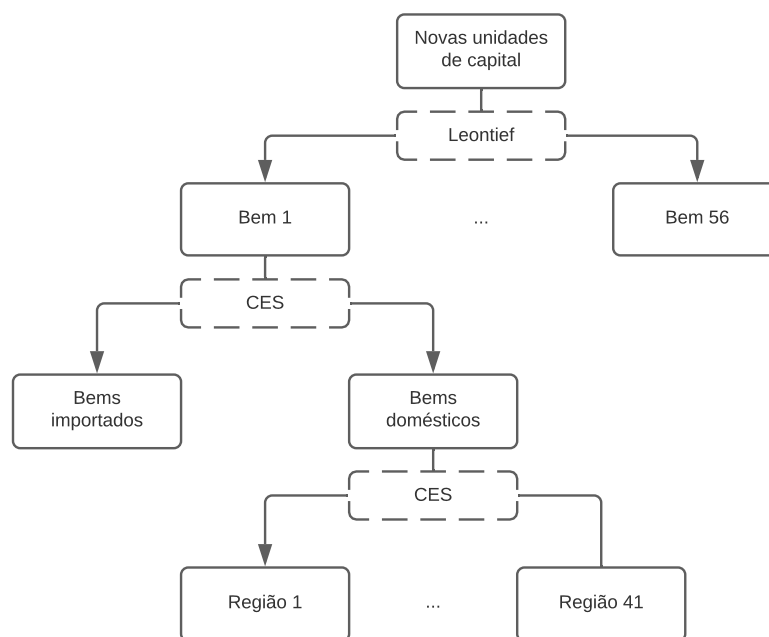 Novas unidades
de capital
Leontief
Bem 1
...
Bem 56
CES
Bems
importados
Bems
domésticos
CES
Região 1
...
Região 41